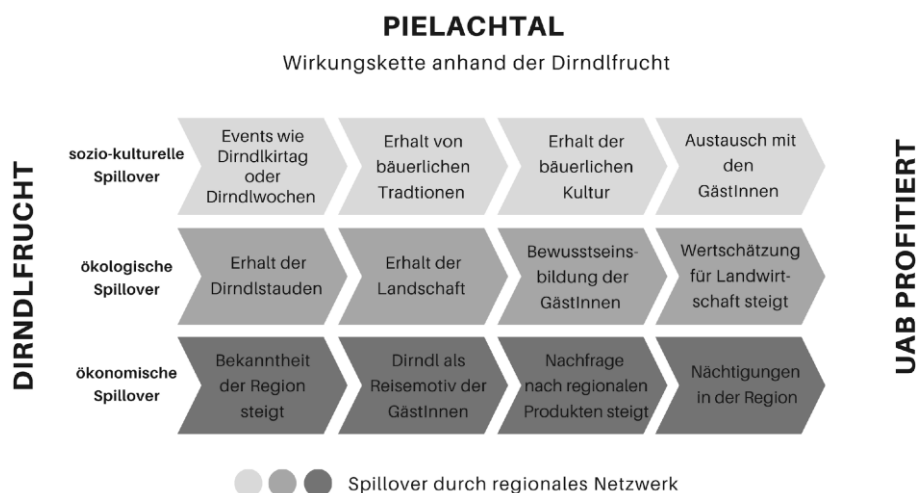 PIELACHTAL
Wirkungskette anhand der Dirndlfrucht
DIRNDLFRUCHT
sozio-kulturelle
Spillover
Events wie
Dirndlkirtag
oder
Dirndlwochen
Erhalt von
bäuerlichen
Tradtionen
Erhalt der
bäuerlichen
Kultur
Austausch mit
den
GästInnen
ökologische
Spillover
Erhalt der
Dirndlstauden
Erhalt der
Landschaft
Bewusstseins-
bildung der
GästInnen
Wertschätzung
für Landwirt-
schaft steigt
ökonomische
Spillover
Bekanntheit
der Region
steigt
Dirndl als
Reisemotiv der
GästInnen
Nachfrage
nach regionalen
Produkten steigt
Nächtigungen
in der Region
UAB PROFITIERT
Spillover durch regionales Netzwerk